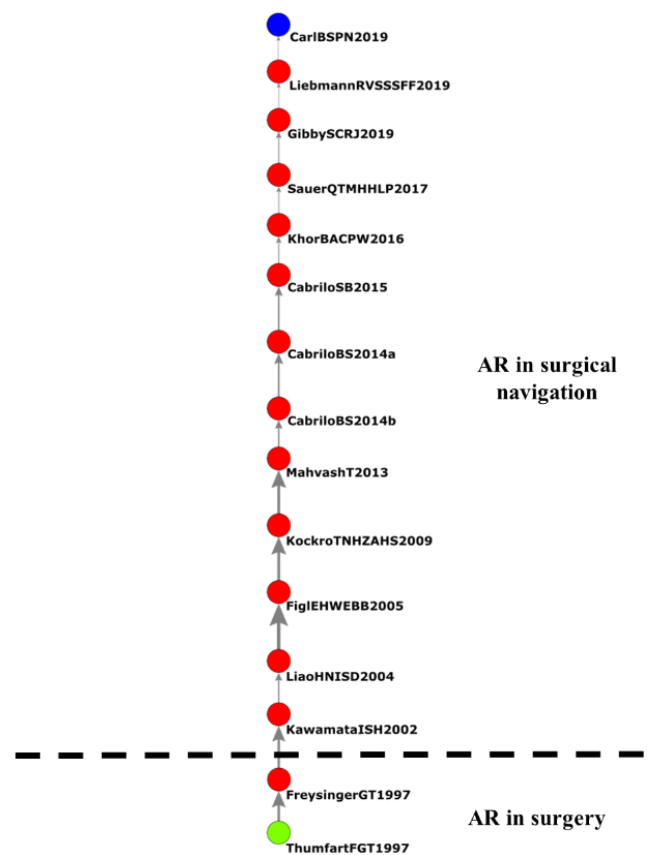 CarlBSPN2019
LiebmannRVSSSFF2019
GibbySCRJ2019
SauerQTMHHLP2017
KhorBACPW2016
CabriloSB2015
CabriloBS2014a
AR in surgical
navigation
CabriloBS2014b
MahvashT2013
KockroTNHZAHS2009
FiglEHWEBB2005
LiaoHNISD2004
KawamataISH2002
FreysingerGT1997
AR in surgery
ThumfartFGT1997